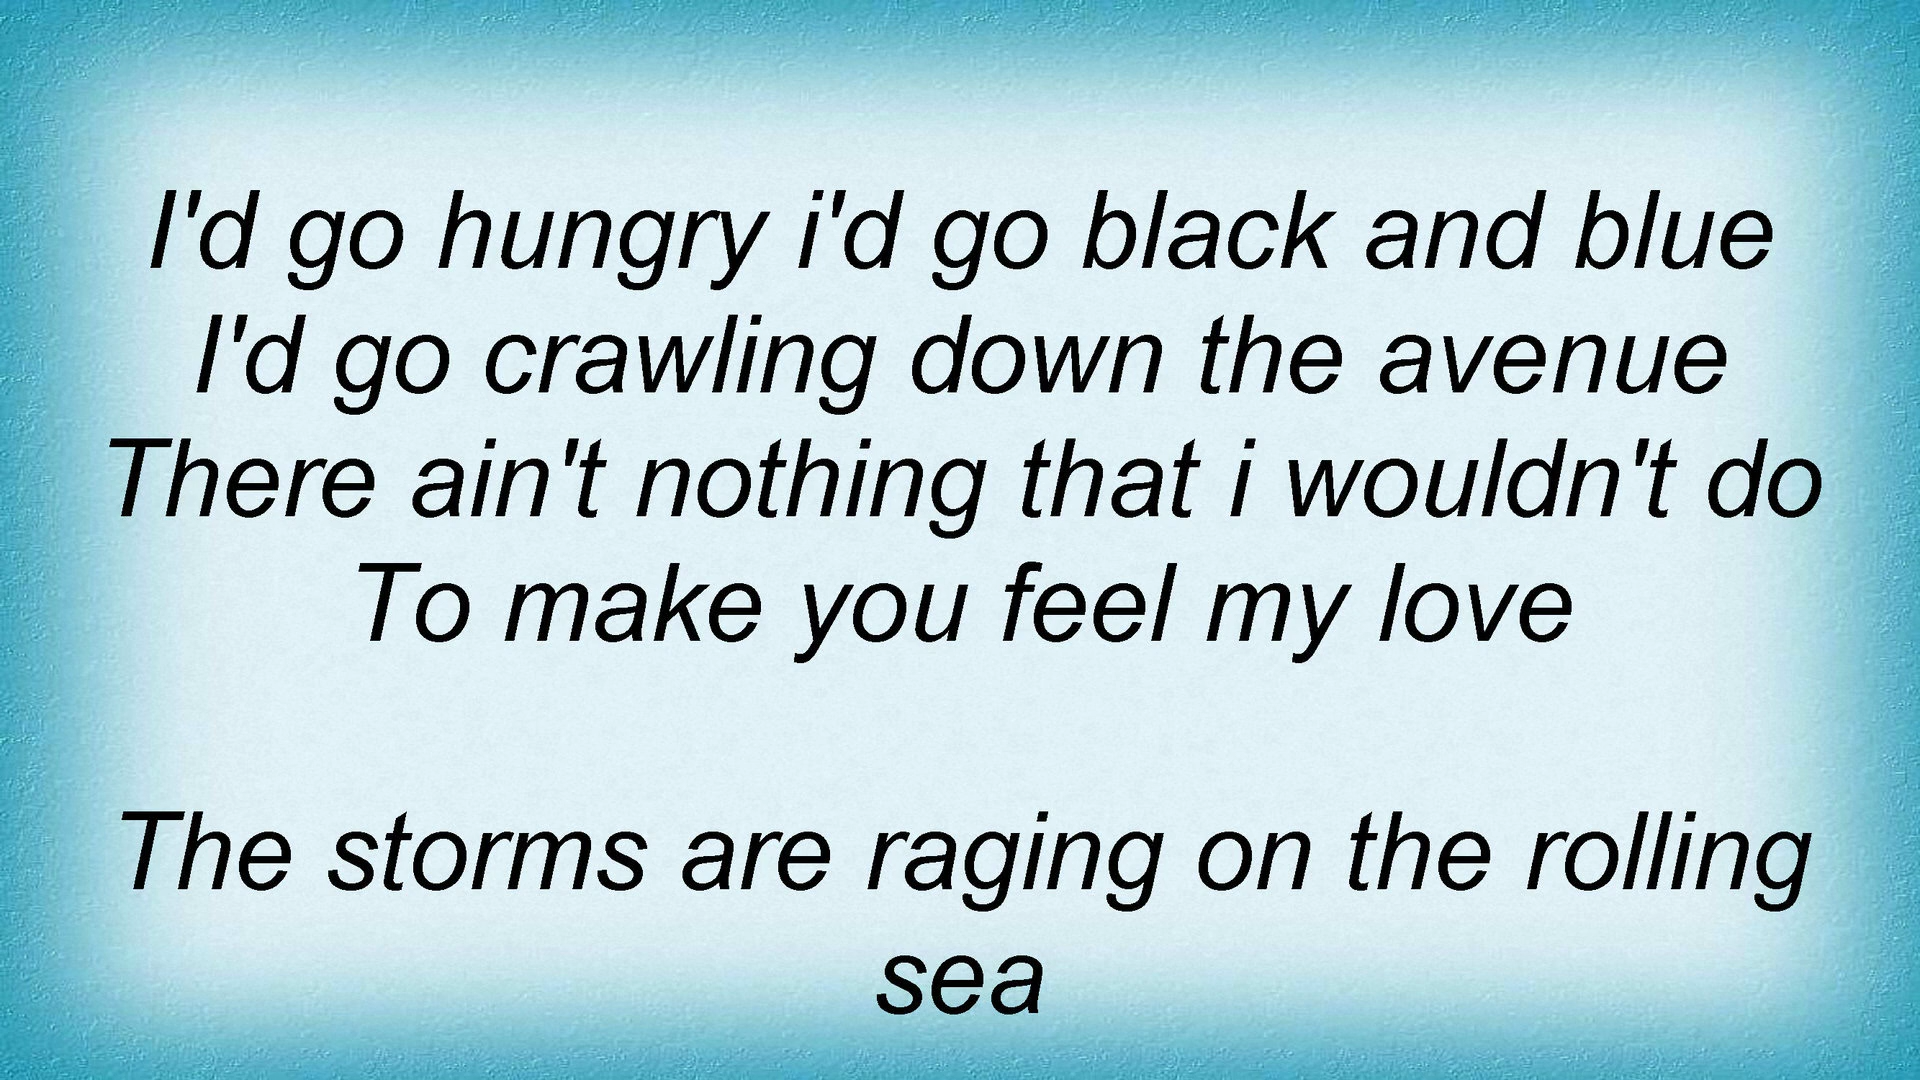 I'd go hungry i'd go black and blue
I'd go crawling down the avenue
There ain't nothing that i wouldn't do
To make you feel my love
The storms are raging on the rolling
sea